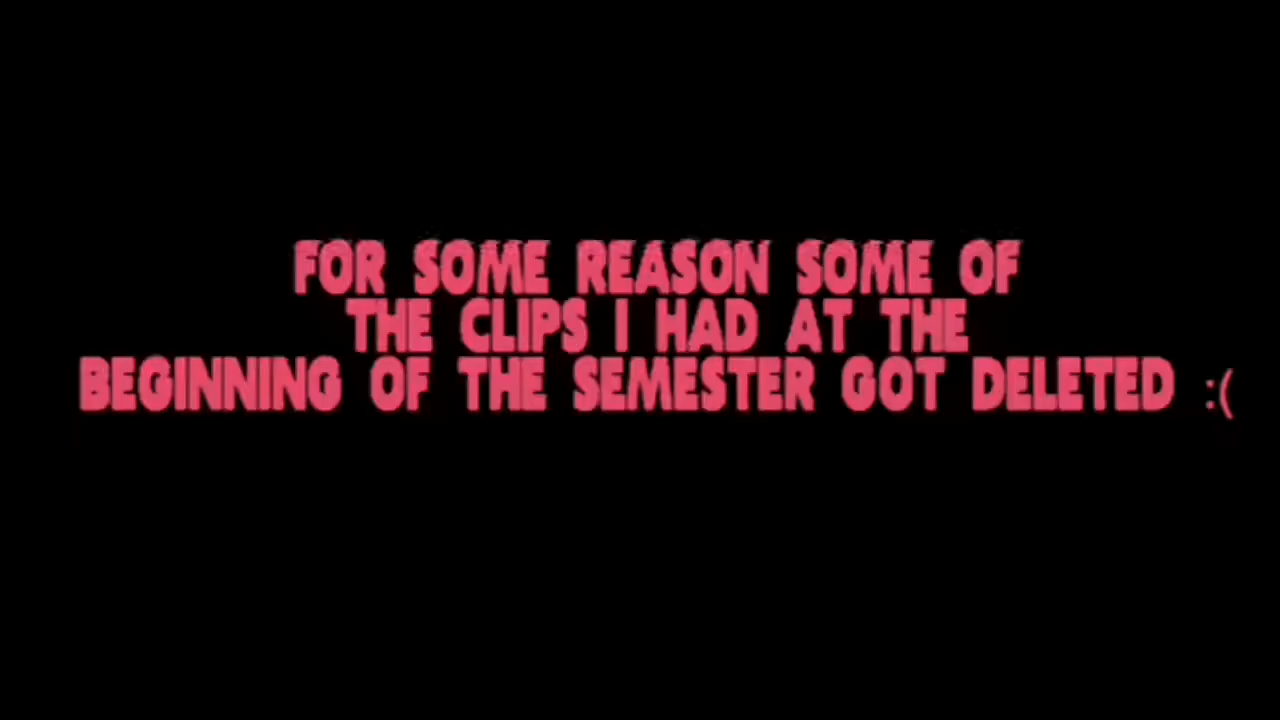 FOR SOME REASON SOME OF
THE CLIPS I HAD AT THE
BEGINNING OF THE SEMESTER GOT DELETED :(